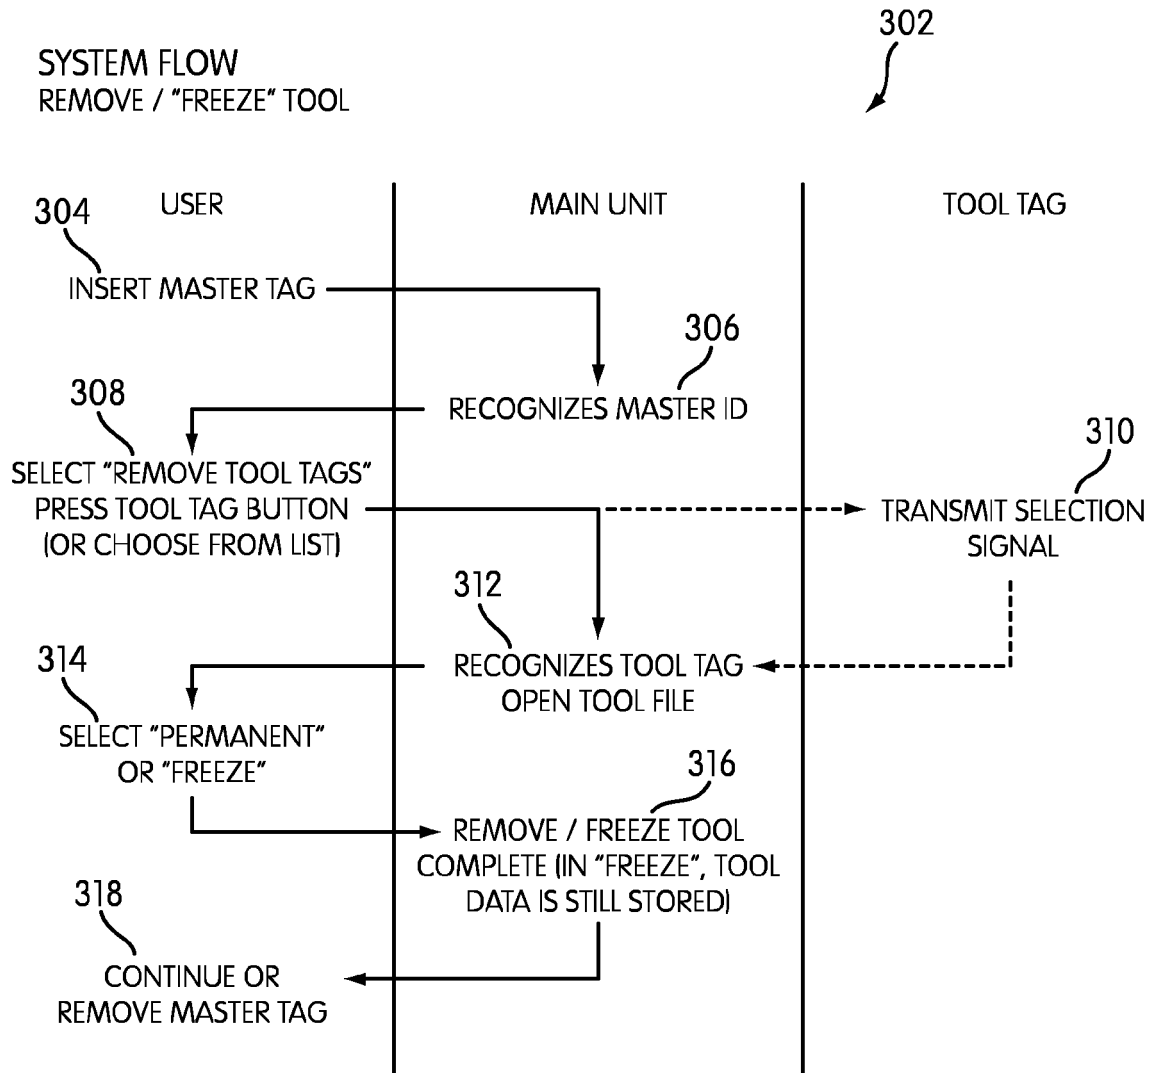 302
SYSTEM FLOW
REMOVE / "FREEZE" TOOL
USER
MAIN UNIT
TOOL TAG
304
INSERT MASTER TAG
306
RECOGNIZES MASTER ID
308
SELECT "REMOVE TOOL TAGS"
PRESS TOOL TAG BUTTON
(OR CHOOSE FROM LIST)
310
TRANSMIT SELECTION
SIGNAL
312
RECOGNIZES TOOL TAG
OPEN TOOL FILE
314
SELECT "PERMANENT"
OR "FREEZE"
316
REMOVE / FREEZE TOOL
COMPLETE (IN "FREEZE", TOOL
DATA IS STILL STORED)
318
CONTINUE OR
REMOVE MASTER TAG